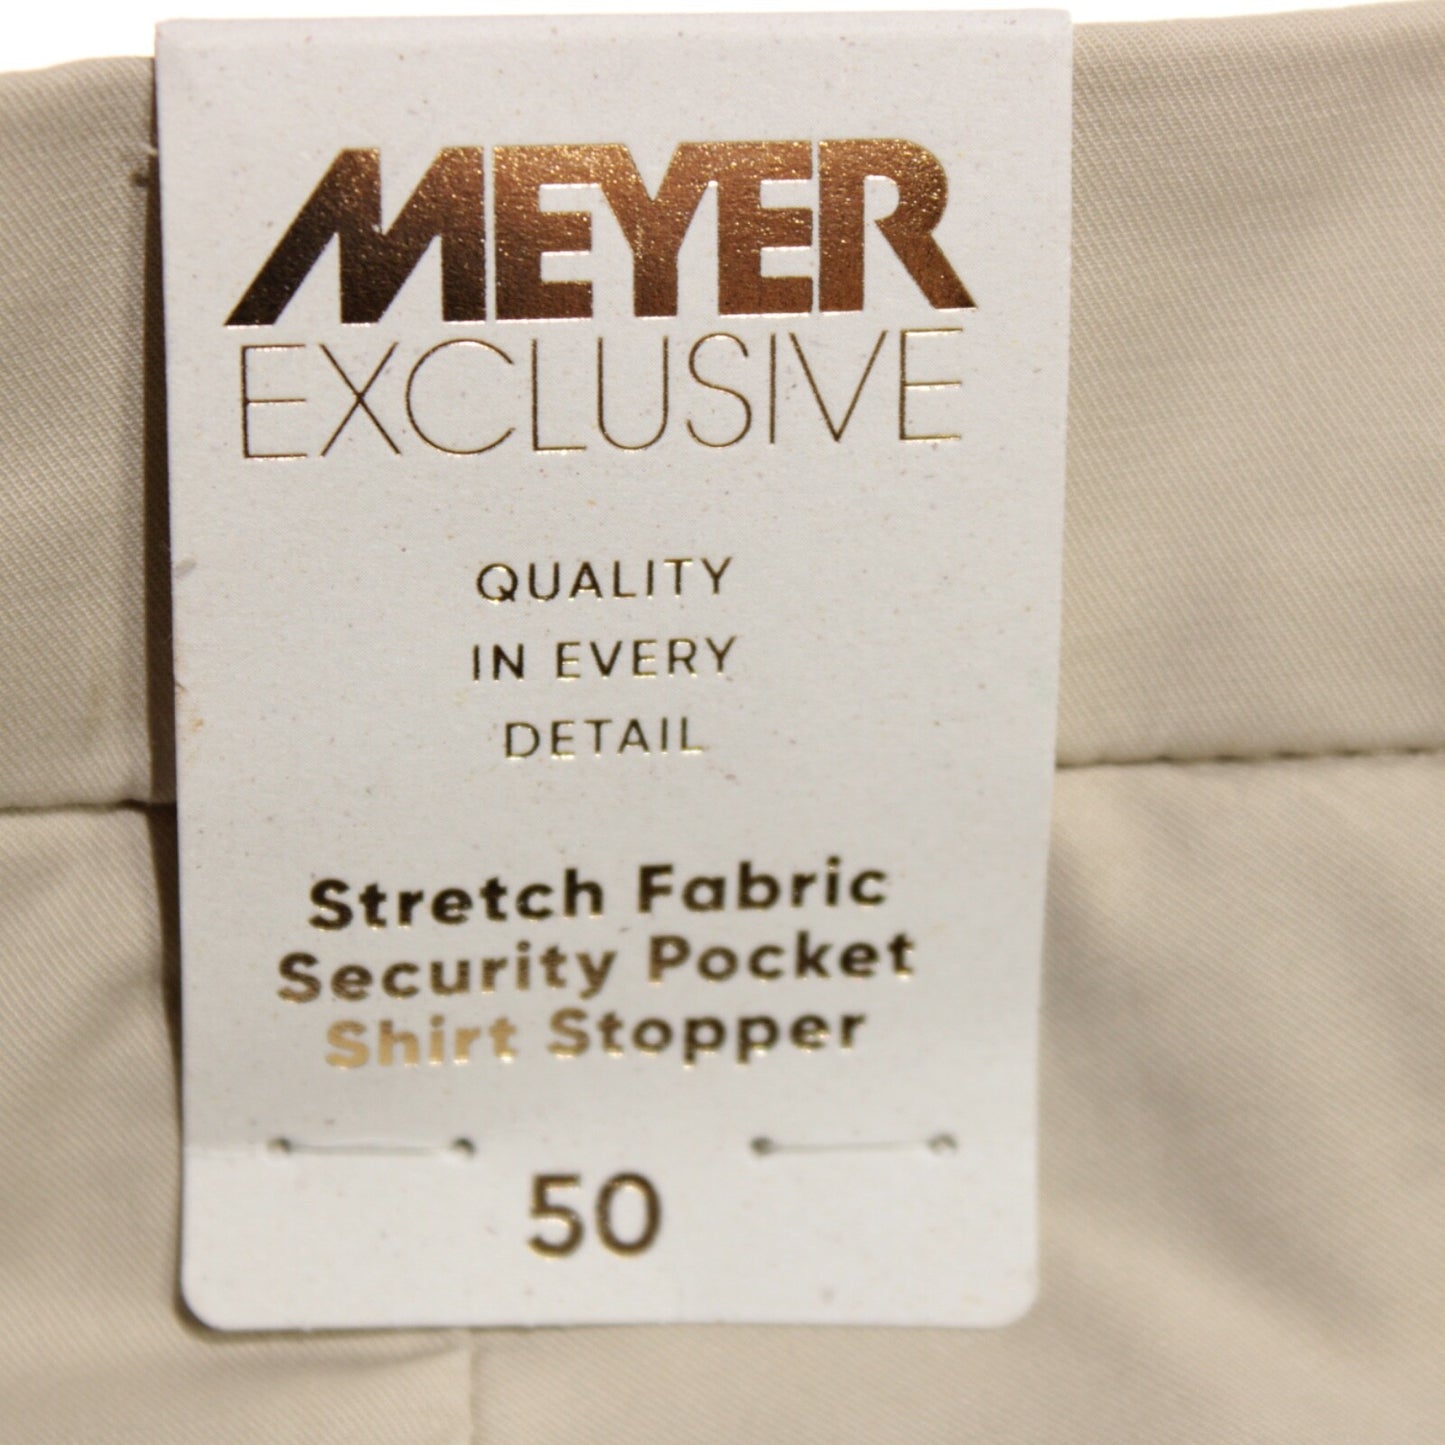 MEYER
EXCLUSIVE
QUALITY
IN EVERY
DETAIL
Stretch Fabric
Security Pocket
Shirt Stopper
50